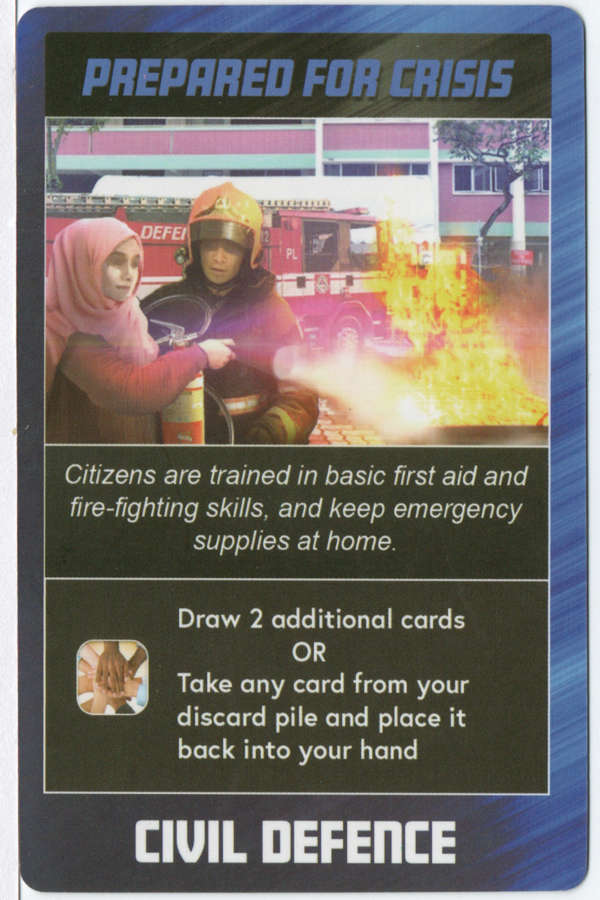 PREPARED FOR CRISIS
DEFE
PL
Citizens are trained in basic first aid and
fire-fighting skills, and keep emergency
supplies at home.
Draw 2 additional cards
OR
Take any card from your
discard pile and place it
back into your hand
CIVIL DEFENCE